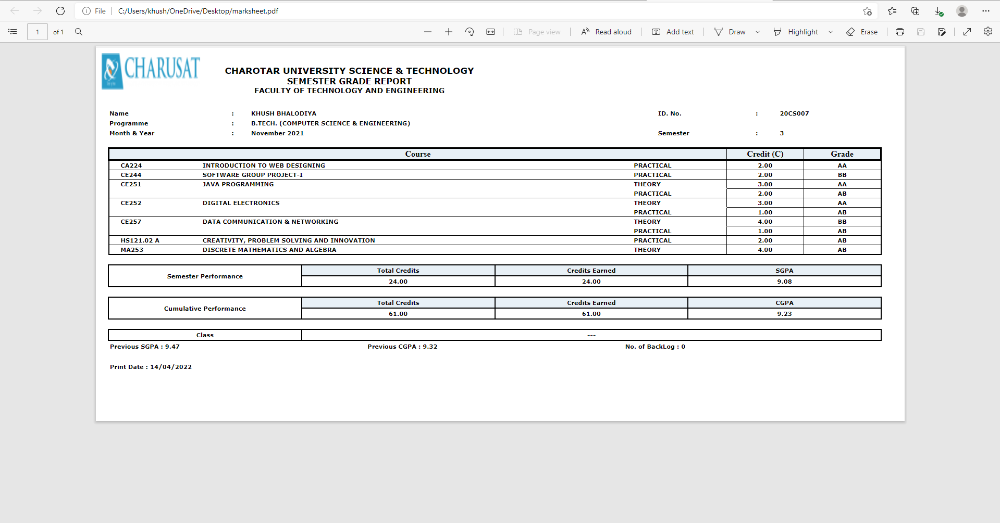 File C:/Users/khush/OneDrive/Desktop/marksheet.pdf
1 of 1 Page view Read aloud Add text Draw Highlight Erase
CHARUSAT
CHAROTAR UNIVERSITY SCIENCE & TECHNOLOGY
SEMESTER GRADE REPORT
FACULTY OF TECHNOLOGY AND ENGINEERING
Name : KHUSH BHALODIYA ID. No. : 20CS007
Programme : B.TECH. (COMPUTER SCIENCE & ENGINEERING)
Month & Year : November 2021 Semester : 3
Course Credit (C) Grade
CA224 INTRODUCTION TO WEB DESIGNING PRACTICAL 2.00 AA
CE244 SOFTWARE GROUP PROJECT-I PRACTICAL 2.00 BB
CE251 JAVA PROGRAMMING THEORY 3.00 AA
PRACTICAL 2.00 AB
CE252 DIGITAL ELECTRONICS THEORY 3.00 AA
PRACTICAL 1.00 AB
CE257 DATA COMMUNICATION & NETWORKING THEORY 4.00 BB
PRACTICAL 1.00 AB
HS121.02 A CREATIVITY, PROBLEM SOLVING AND INNOVATION PRACTICAL 2.00 AB
MA253 DISCRETE MATHEMATICS AND ALGEBRA THEORY 4.00 AB
Semester Performance
Total Credits Credits Earned SGPA
24.00 24.00 9.08
Cumulative Performance
Total Credits Credits Earned CGPA
61.00 61.00 9.23
Class ---
Previous SGPA : 9.47 Previous CGPA : 9.32 No. of BackLog : 0
Print Date : 14/04/2022